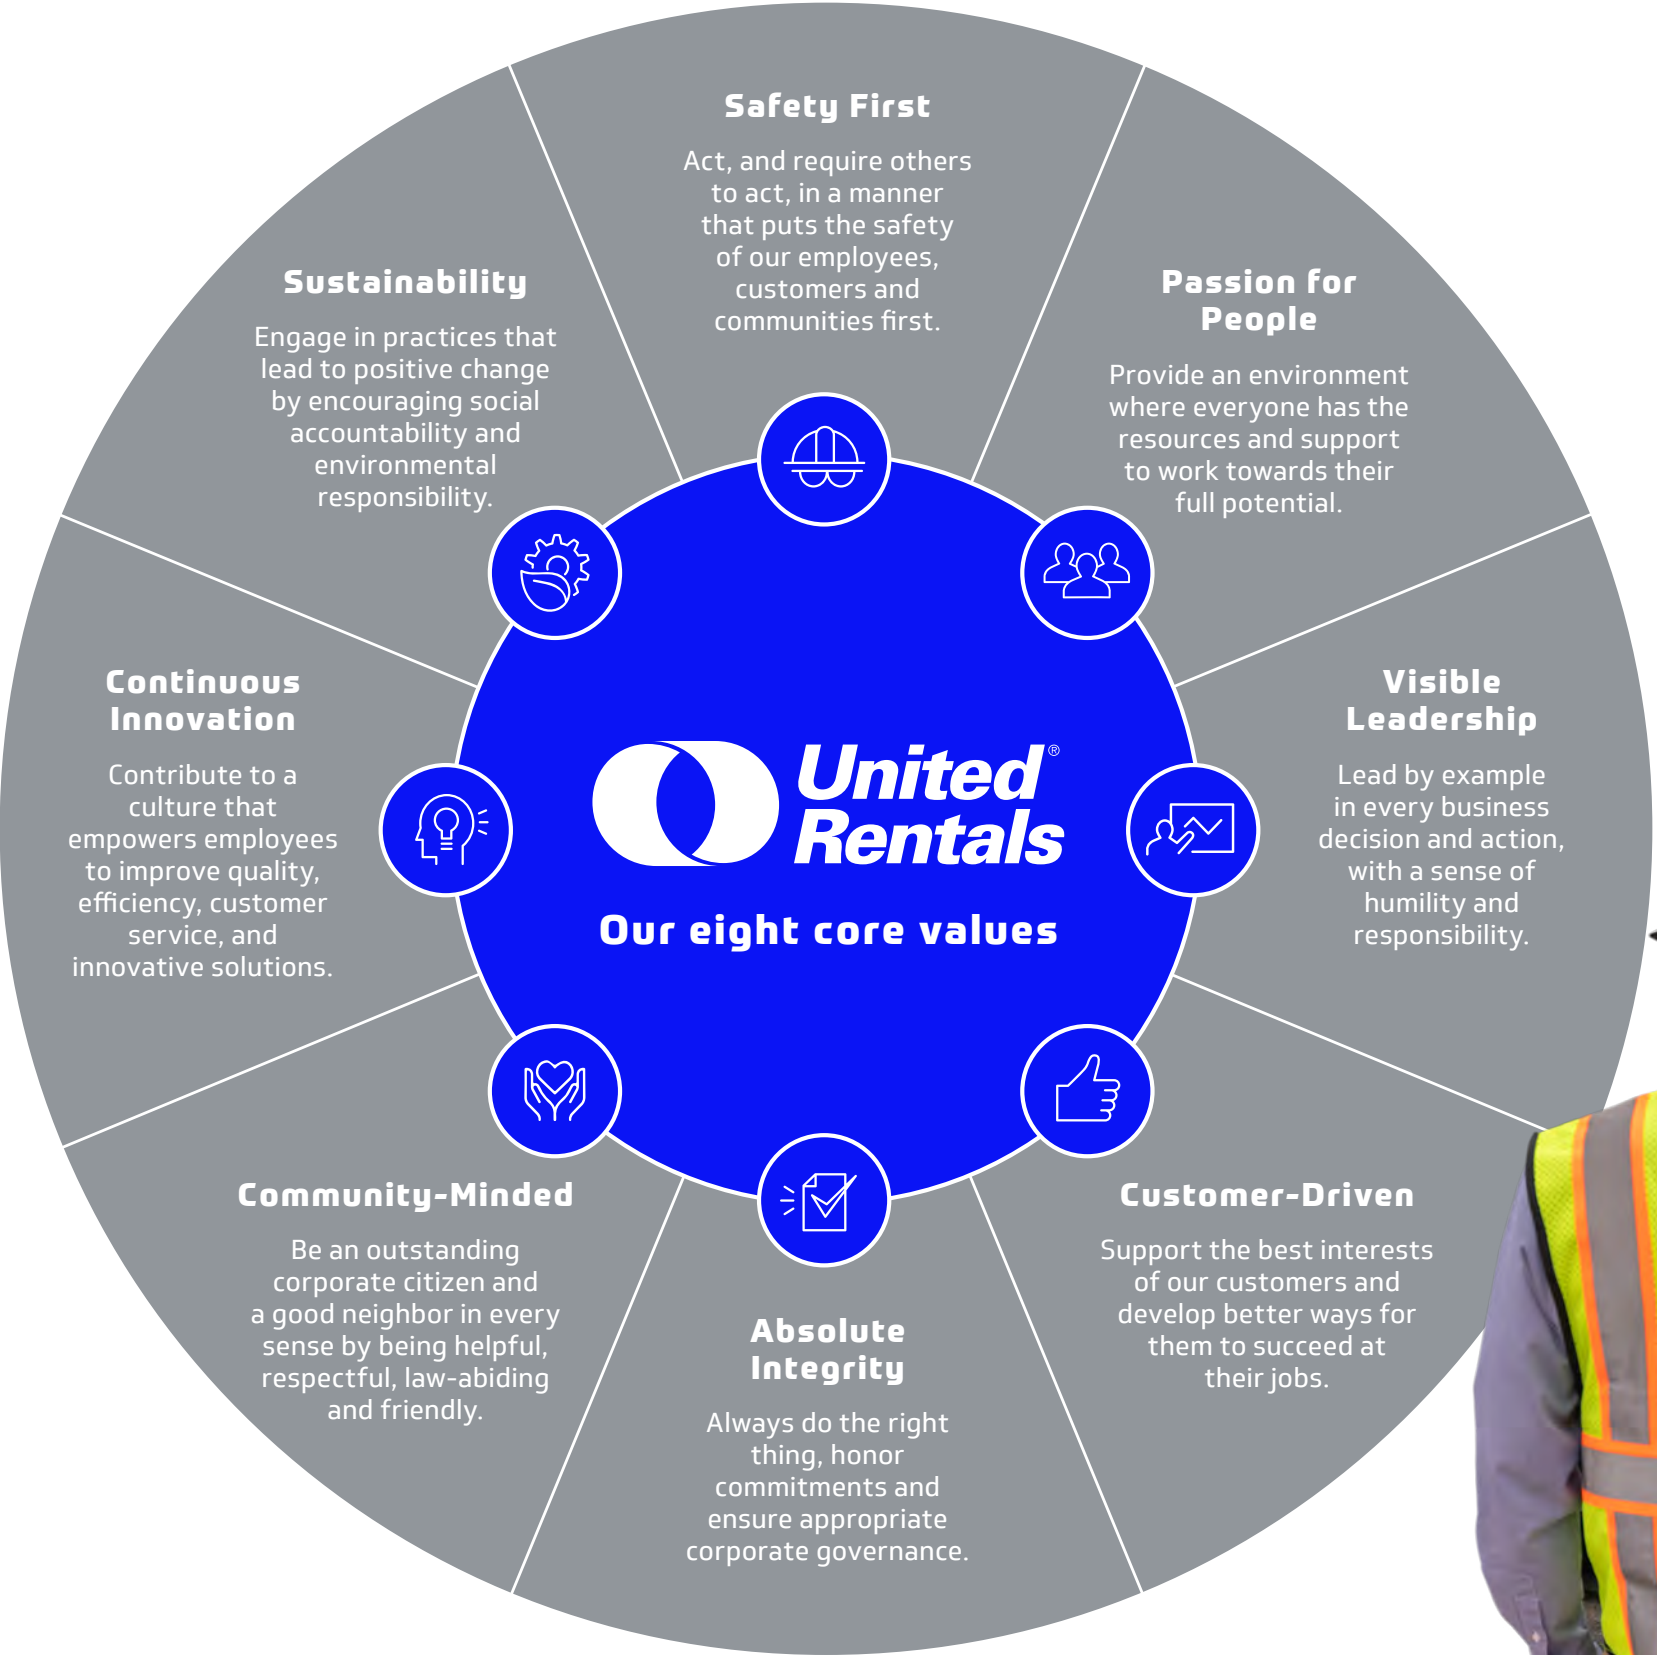 Safety First
Act, and require others
to act, in a manner
that puts the safety
of our employees,
customers and
communities first.
Passion for
People
Provide an environment
where everyone has the
resources and support
to work towards their
full potential.
Visible
Leadership
Lead by example
in every business
decision and action,
with a sense of
humility and
responsibility.
Customer-Driven
Support the best interests
of our customers and
develop better ways for
them to succeed at
their jobs.
Absolute
Integrity
Always do the right
thing, honor
commitments and
ensure appropriate
corporate governance.
Community-Minded
Be an outstanding
corporate citizen and
a good neighbor in every
sense by being helpful,
respectful, law-abiding
and friendly.
Continuous
Innovation
Contribute to a
culture that
empowers employees
to improve quality,
efficiency, customer
service, and
innovative solutions.
Sustainability
Engage in practices that
lead to positive change
by encouraging social
accountability and
environmental
responsibility.
United®
Rentals
Our eight core values